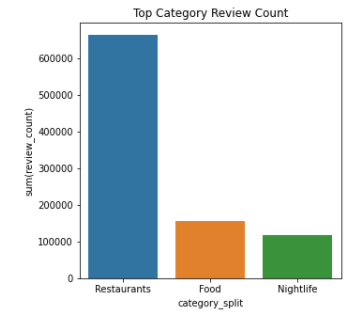 Top Category Review Count
sum(review_count)
600000
500000
400000
300000
200000
100000
0
Restaurants Food Nightlife
category_split